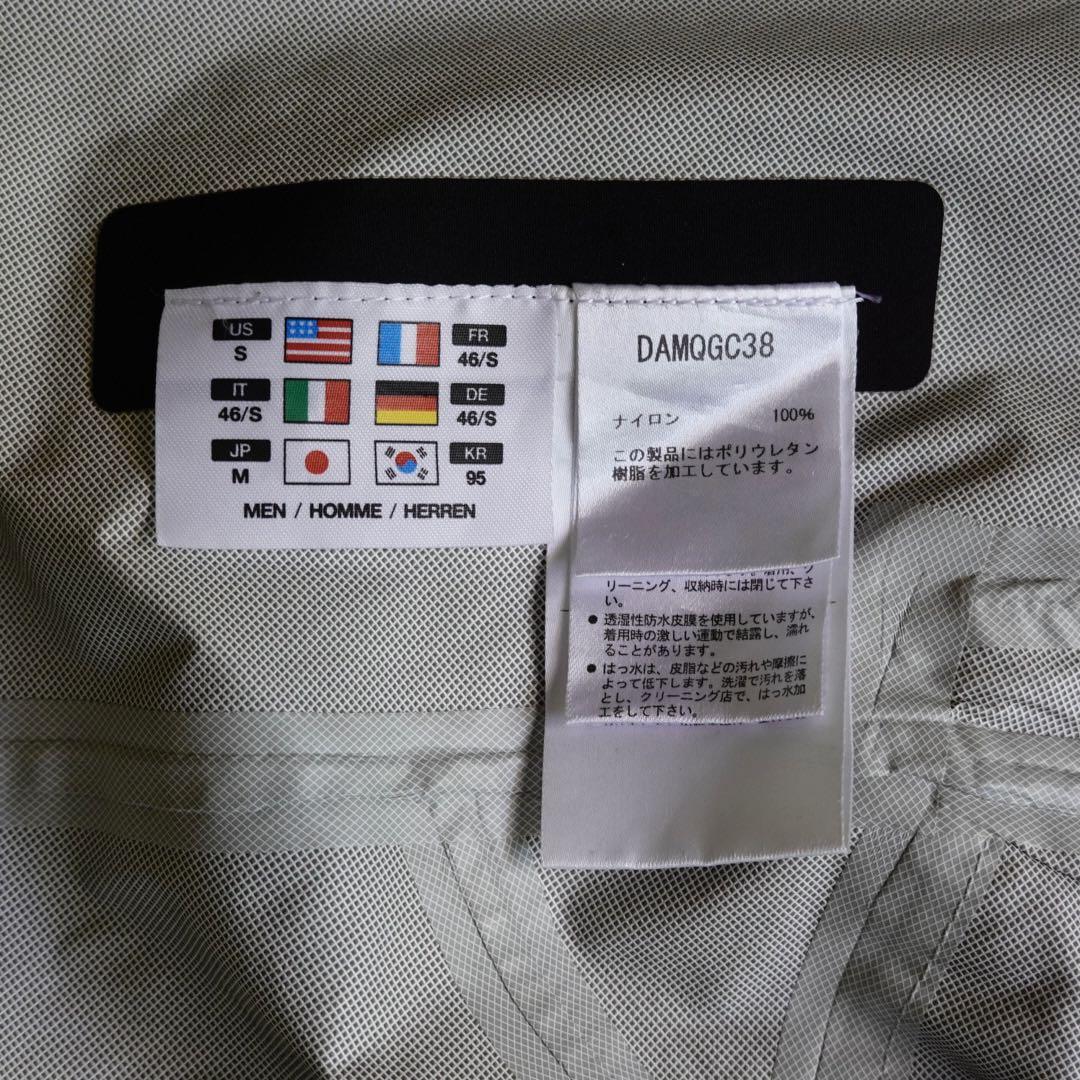 US
S
FR
46/S
IT
46/S
DE
46/S
JP
M
KR
95
MEN / HOMME / HERREN
DAMQGC38
ナイロン 100%
この製品にはポリウレタン
樹脂を加工しています。
リーニング、収納時には閉じて下さ
い。
● 透湿性防水皮膜を使用していますが、
着用時の激しい運動で結露し、濡れ
ることがあります。
● はっ水は、皮脂などの汚れや摩擦に
よって低下します。洗濯で汚れを落
とし、クリーニング店で、はっ水加
工をして下さい。